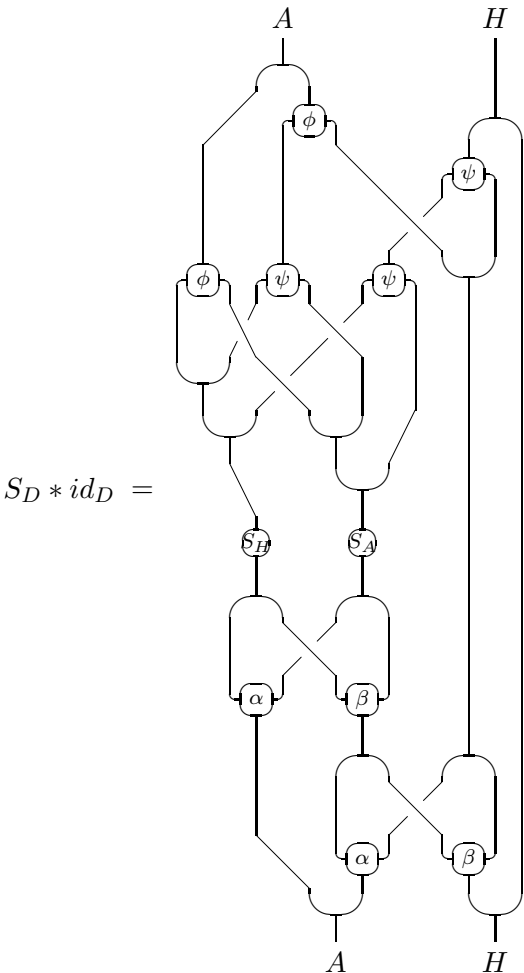 A H
ϕ
ψ
ϕ ψ ψ
S_D * id_D =
S_H S_A
α β
α β
A H